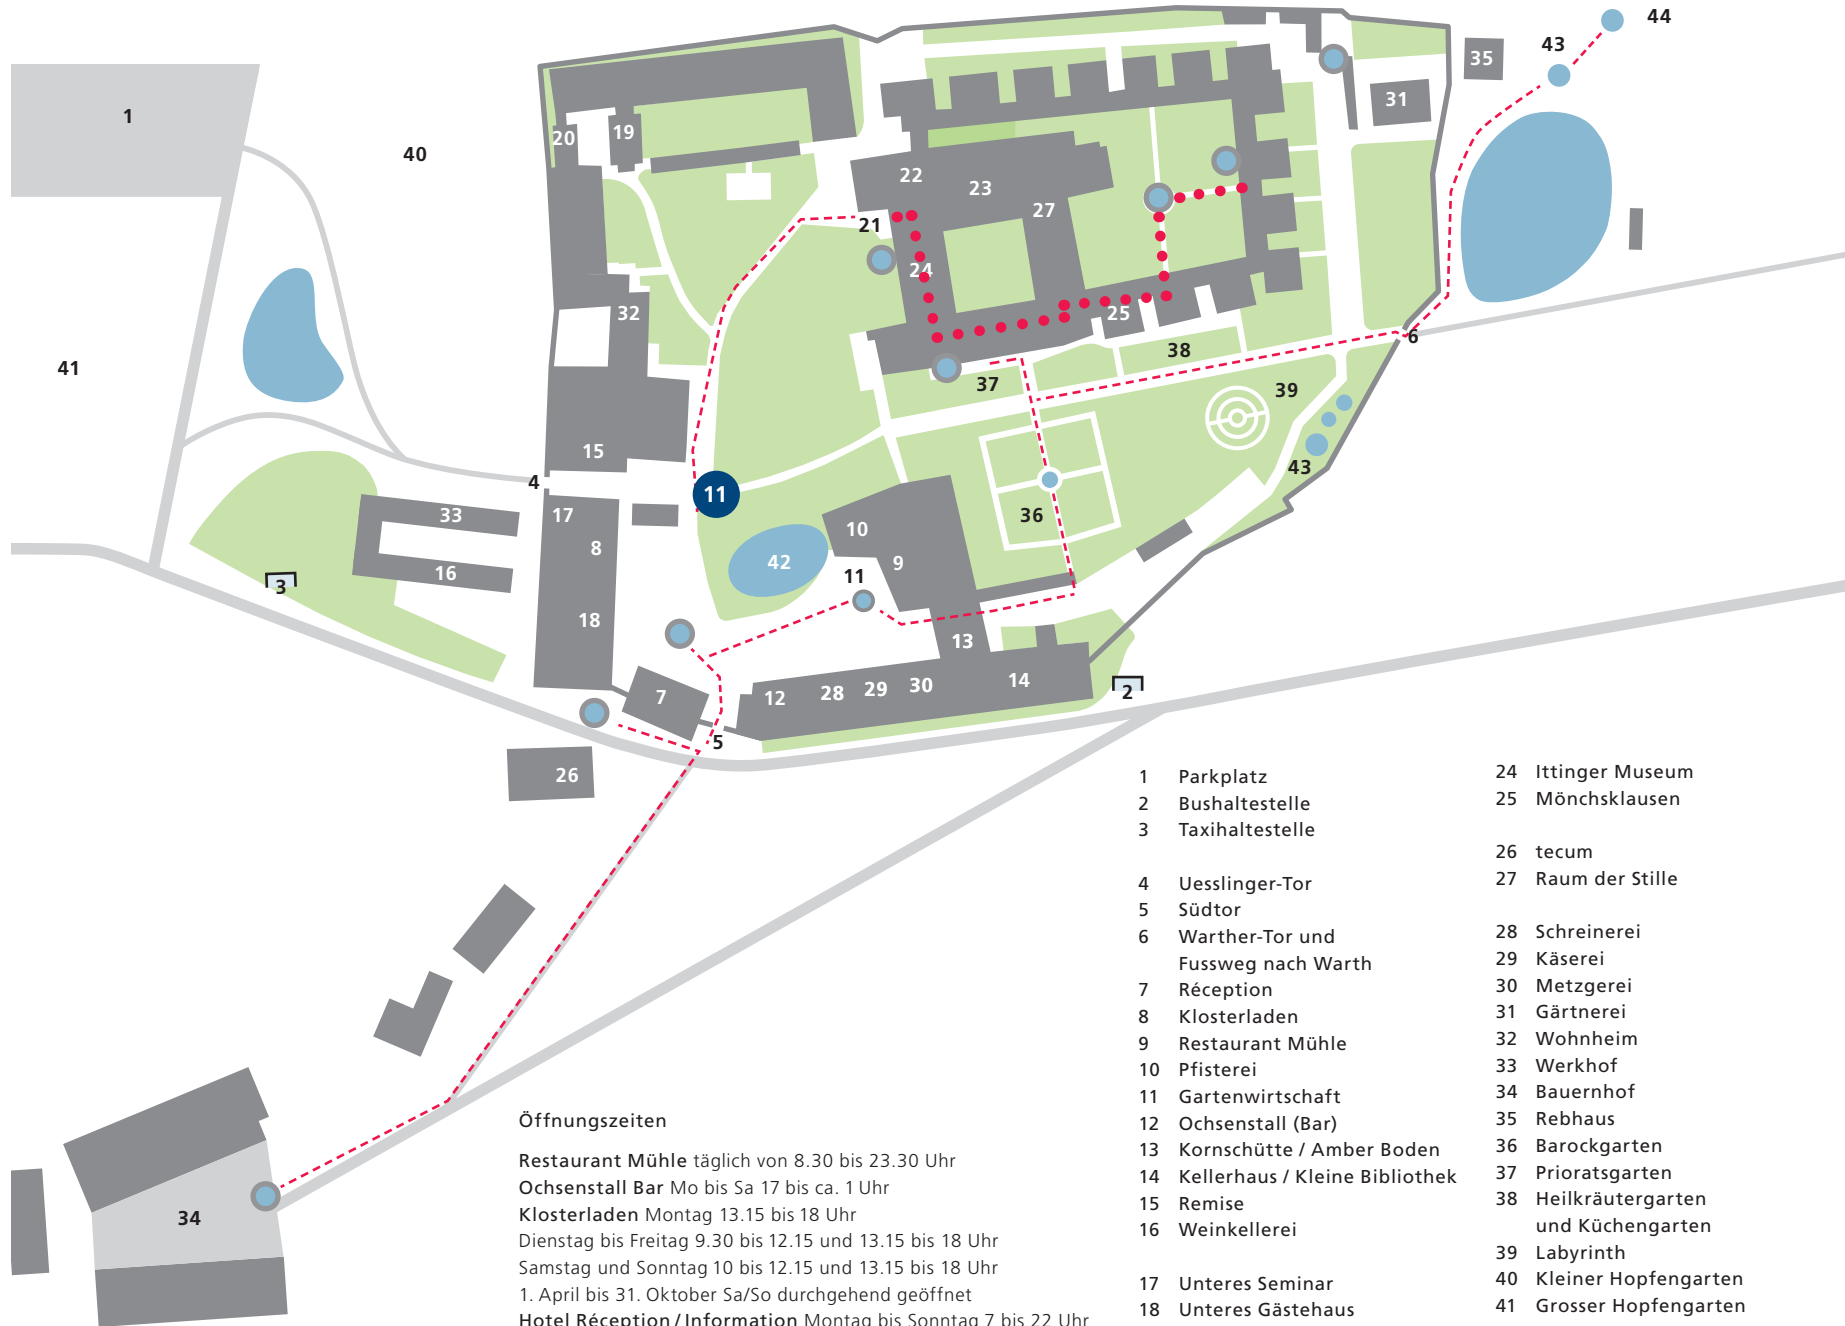 44
43
35
1
31
20
19
40
22
23
27
21
24
32
25
6
38
41
37
39
15
43
4
11
33
17
36
10
8
42
9
16
11
3
18
13
14
30
29
28
12
7
2
5
26
34
1 Parkplatz
2 Bushaltestelle
3 Taxihaltestelle
4 Uesslinger-Tor
5 Südtor
6 Warther-Tor und
Fussweg nach Warth
7 Réception
8 Klosterladen
9 Restaurant Mühle
10 Pfisterei
11 Gartenwirtschaft
12 Ochsenstall (Bar)
13 Kornschütte / Amber Boden
14 Kellerhaus / Kleine Bibliothek
15 Remise
16 Weinkellerei
17 Unteres Seminar
18 Unteres Gästehaus
24 Ittinger Museum
25 Mönchsklausen
26 tecum
27 Raum der Stille
28 Schreinerei
29 Käserei
30 Metzgerei
31 Gärtnerei
32 Wohnheim
33 Werkhof
34 Bauernhof
35 Rebhaus
36 Barockgarten
37 Prioratsgarten
38 Heilkräutergarten
und Küchengarten
39 Labyrinth
40 Kleiner Hopfengarten
41 Grosser Hopfengarten
Öffnungszeiten
Restaurant Mühle täglich von 8.30 bis 23.30 Uhr
Ochsenstall Bar Mo bis Sa 17 bis ca. 1 Uhr
Klosterladen Montag 13.15 bis 18 Uhr
Dienstag bis Freitag 9.30 bis 12.15 und 13.15 bis 18 Uhr
Samstag und Sonntag 10 bis 12.15 und 13.15 bis 18 Uhr
1. April bis 31. Oktober Sa/So durchgehend geöffnet
Hotel Réception / Information Montag bis Sonntag 7 bis 22 Uhr